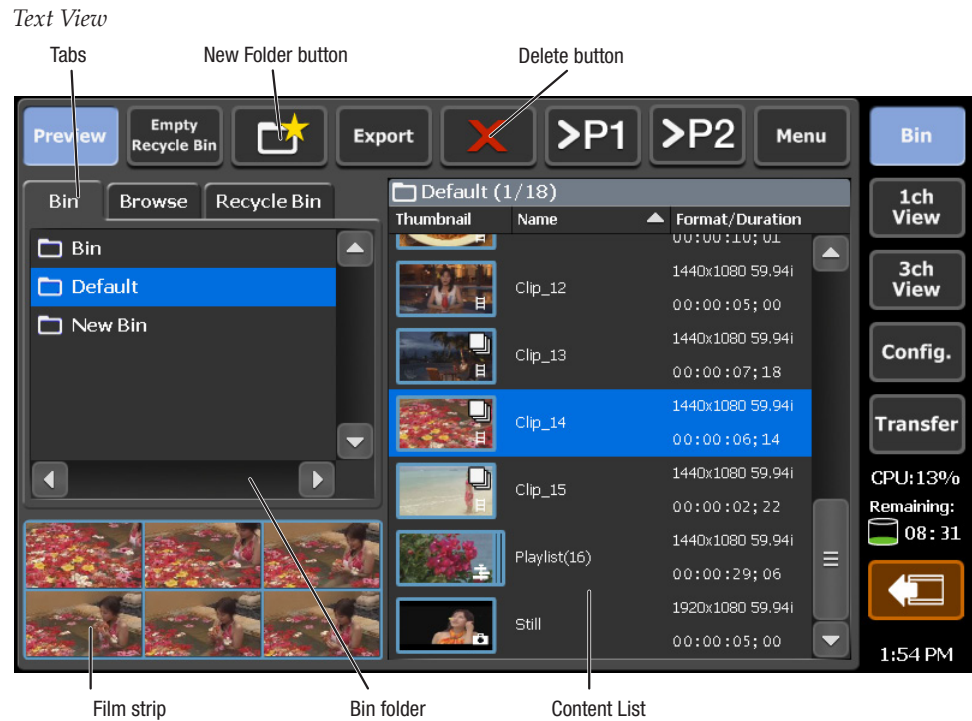 Text View
Tabs
New Folder button
Delete button
Preview
Empty
Recycle Bin
Export
>P1
>P2
Menu
Bin
Bin
Browse
Recycle Bin
Bin
Default
New Bin
Default (1/18)
Thumbnail Name Format/Duration
00:00:10;01
1440x1080 59.94i
Clip_12
00:00:05;00
1440x1080 59.94i
Clip_13
00:00:07;18
1440x1080 59.94i
Clip_14
00:00:06;14
1440x1080 59.94i
Clip_15
00:00:02;22
1440x1080 59.94i
Playlist(16)
00:00:29;06
1920x1080 59.94i
Still
00:00:05;00
1ch
View
3ch
View
Config.
Transfer
CPU:13%
Remaining:
08:31
1:54 PM
Film strip
Bin folder
Content List